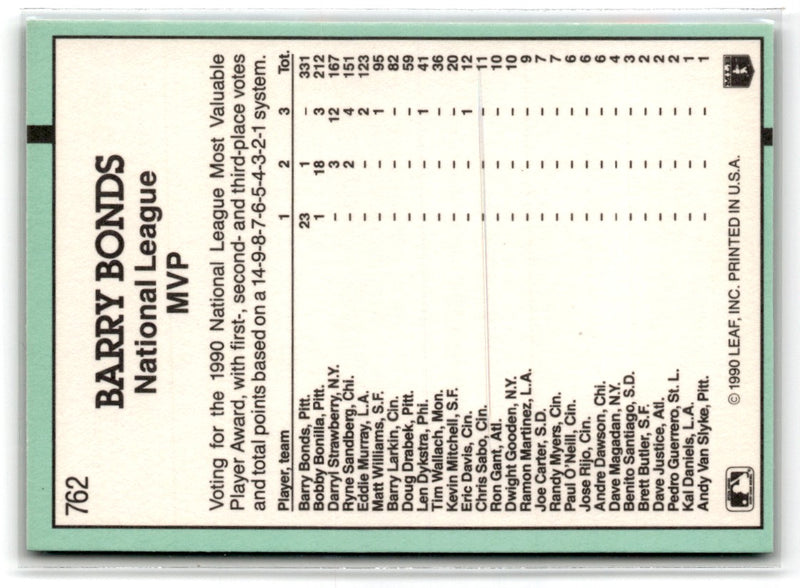 762
BARRY BONDS
National League
MVP
Voting for the 1990 National League Most Valuable
Player Award, with first-, second- and third-place votes
and total points based on a 14-9-8-7-6-5-4-3-2-1 system.
Player, team 1 2 3 Tot.
Barry Bonds, Pitt. 23 1 – 331
Bobby Bonilla, Pitt. 1 18 3 212
Darryl Strawberry, N.Y. – 3 12 167
Ryne Sandberg, Chi. – 2 4 151
Eddie Murray, L.A. – – 2 123
Matt Williams, S.F. – – 1 95
Barry Larkin, Cin. – – – 82
Doug Drabek, Pitt. – – – 59
Len Dykstra, Phi. – – 1 41
Tim Wallach, Mon. – – – 36
Kevin Mitchell, S.F. – – – 20
Eric Davis, Cin. – – 1 12
Chris Sabo, Cin. – – – 11
Ron Gant, Atl. – – – 10
Dwight Gooden, N.Y. – – – 10
Ramon Martinez, L.A. – – – 9
Joe Carter, S.D. – – – 7
Randy Myers, Cin. – – – 7
Paul O'Neill, Cin. – – – 6
Jose Rijo, Cin. – – – 6
Andre Dawson, Chi. – – – 6
Dave Magadan, N.Y. – – – 4
Benito Santiago, S.D. – – – 3
Brett Butler, S.F. – – – 2
Dave Justice, Atl. – – – 2
Pedro Guerrero, St. L. – – – 2
Kal Daniels, L.A. – – – 1
Andy Van Slyke, Pitt. – – – 1
© 1990 LEAF, INC. PRINTED IN U.S.A.